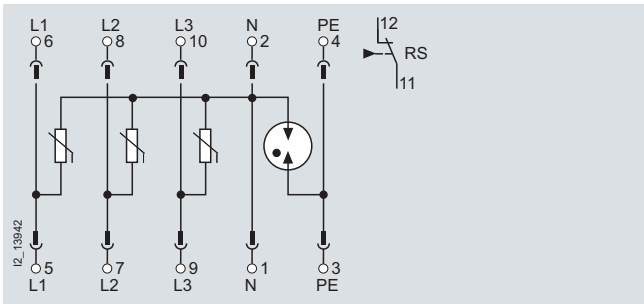 L1 L2 L3 N PE
6 8 10 2 4
12
RS
11
I2_13942
5 7 9 1 3
L1 L2 L3 N PE